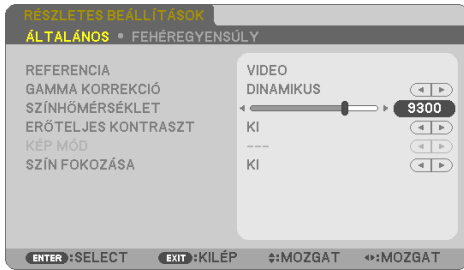 RÉSZLETES BEÁLLÍTÁSOK
ÁLTALÁNOS • FEHÉREGYENSÚLY
REFERENCIA VIDEO
GAMMA KORREKCIÓ DINAMIKUS
SZÍNHŐMÉRSÉKLET 9300
ERŐTELJES KONTRASZT KI
KÉP MÓD ---
SZÍN FOKOZÁSA KI
ENTER :SELECT EXIT :KILÉP :MOZGAT :MOZGAT